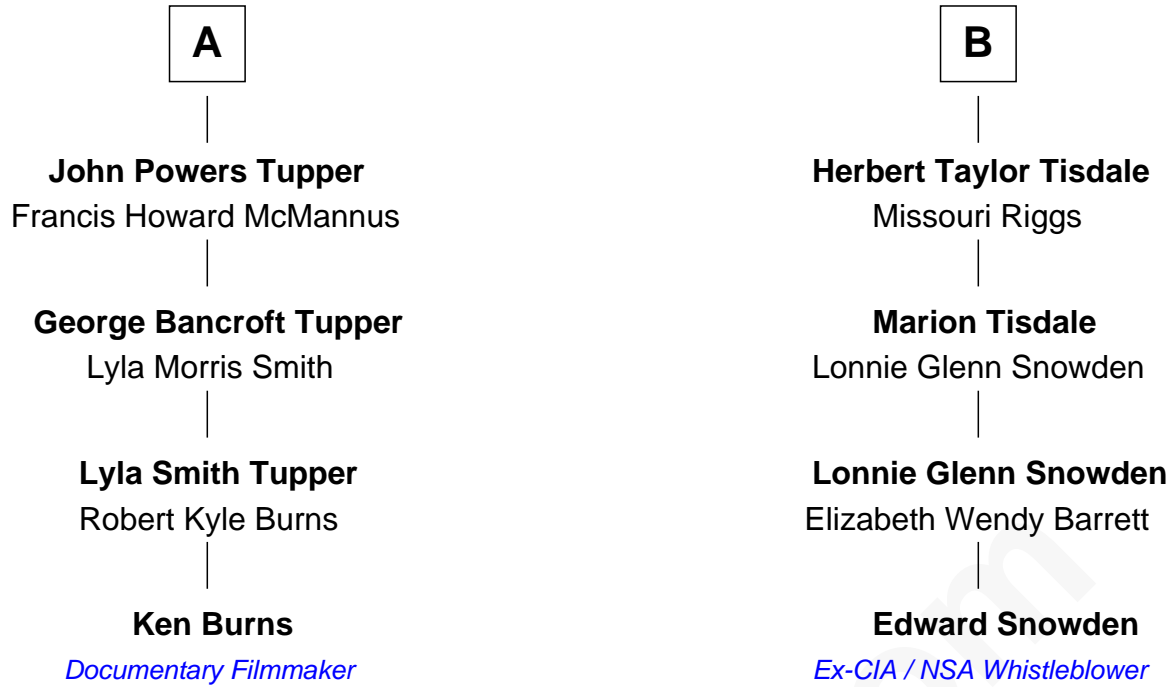 A
B
John Powers Tupper
Francis Howard McMannus
Herbert Taylor Tisdale
Missouri Riggs
George Bancroft Tupper
Lyla Morris Smith
Marion Tisdale
Lonnie Glenn Snowden
Lyla Smith Tupper
Robert Kyle Burns
Lonnie Glenn Snowden
Elizabeth Wendy Barrett
Ken Burns
Documentary Filmmaker
Edward Snowden
Ex-CIA / NSA Whistleblower
om